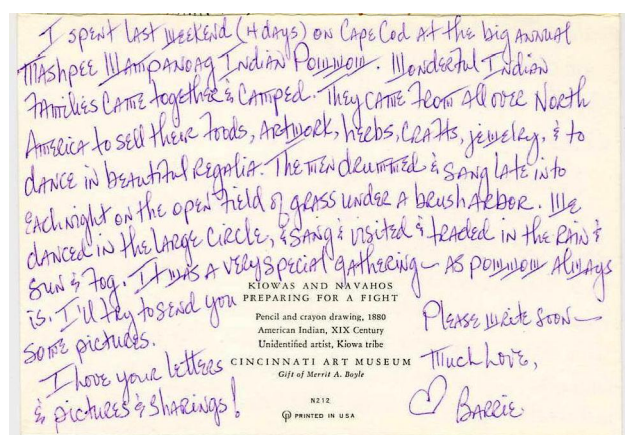 I spent last weekend (4 days) on Cape Cod at the big annual
Mashpee Wampanoag Indian Powwow. Wonderful Indian
families came together & camped. They came from all over North
America to sell their foods, artwork, herbs, crafts, jewelry, & to
dance in beautiful regalia. The men drummed & sang late into
each night on the open field of grass under a brush arbor. We
danced in the large circle, & sang & visited & traded in the rain &
sun & fog. It was a very special gathering – as powwow always
is. I'll try to send you
some pictures.
I love your letters
& pictures & sharings!
KIOWAS AND NAVAHOS
PREPARING FOR A FIGHT
Pencil and crayon drawing, 1880
American Indian, XIX Century
Unidentified artist, Kiowa tribe
CINCINNATI ART MUSEUM
Gift of Merrit A. Boyle
N212
PRINTED IN USA
Please write soon –
Much love,
♡ Barrie